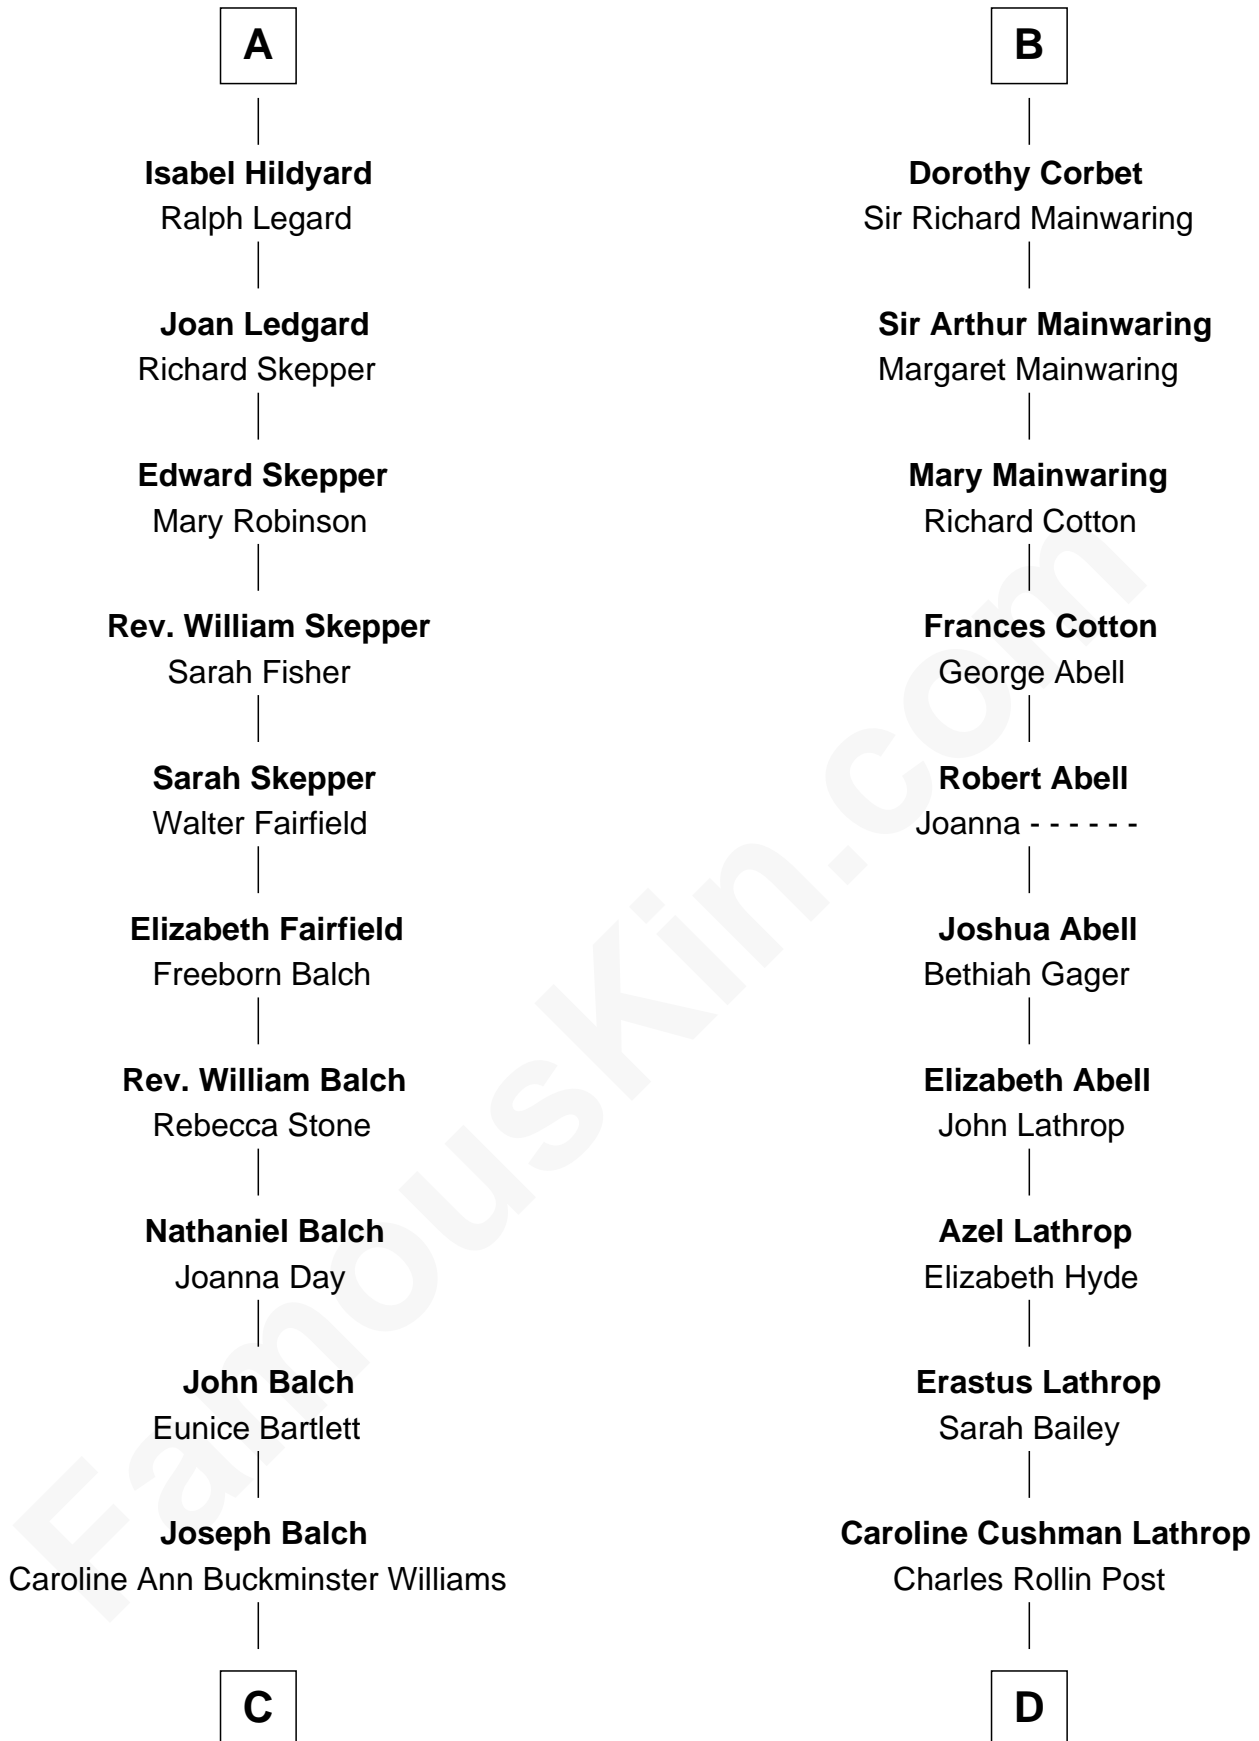 A
Isabel Hildyard
Ralph Legard
Joan Ledgard
Richard Skepper
Edward Skepper
Mary Robinson
Rev. William Skepper
Sarah Fisher
Sarah Skepper
Walter Fairfield
Elizabeth Fairfield
Freeborn Balch
Rev. William Balch
Rebecca Stone
Nathaniel Balch
Joanna Day
John Balch
Eunice Bartlett
Joseph Balch
Caroline Ann Buckminster Williams
C
B
Dorothy Corbet
Sir Richard Mainwaring
Sir Arthur Mainwaring
Margaret Mainwaring
Mary Mainwaring
Richard Cotton
Frances Cotton
George Abell
Robert Abell
Joanna - - - - - -
Joshua Abell
Bethiah Gager
Elizabeth Abell
John Lathrop
Azel Lathrop
Elizabeth Hyde
Erastus Lathrop
Sarah Bailey
Caroline Cushman Lathrop
Charles Rollin Post
D
FamousKin.com